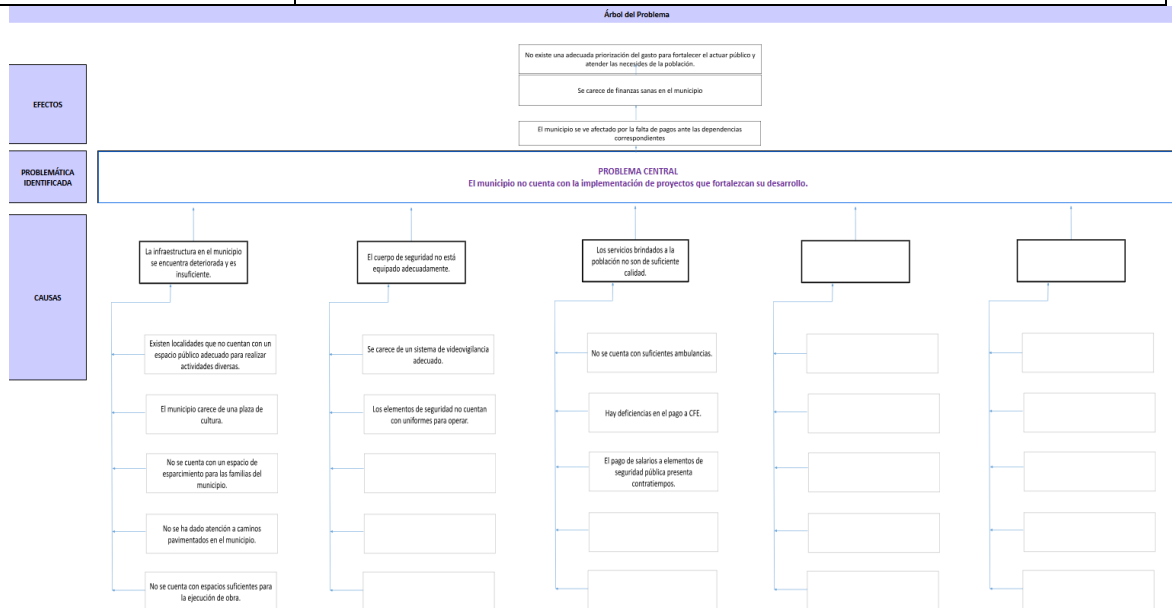 Árbol del Problema
No existe una adecuada priorización del gasto para fortalecer el actuar público y
atender las necesides de la población.
EFECTOS
Se carece de finanzas sanas en el municipio
El municipio se ve afectado por la falta de pagos ante las dependencias
correspondientes
PROBLEMÁTICA
IDENTIFICADA
PROBLEMA CENTRAL
El municipio no cuenta con la implementación de proyectos que fortalezcan su desarrollo.
CAUSAS
La infraestructura en el municipio
se encuentra deteriorada y es
insuficiente.
Existen localidades que no cuentan con un
espacio público adecuado para realizar
actividades diversas.
El municipio carece de una plaza de
cultura.
No se cuenta con un espacio de
esparcimiento para las familias del
municipio.
No se ha dado atención a caminos
pavimentados en el municipio.
No se cuenta con espacios suficientes para
la ejecución de obra.
El cuerpo de seguridad no está
equipado adecuadamente.
Se carece de un sistema de videovigilancia
adecuado.
Los elementos de seguridad no cuentan
con uniformes para operar.
Los servicios brindados a la
población no son de suficiente
calidad.
No se cuenta con suficientes ambulancias.
Hay deficiencias en el pago a CFE.
El pago de salarios a elementos de
seguridad pública presenta
contratiempos.